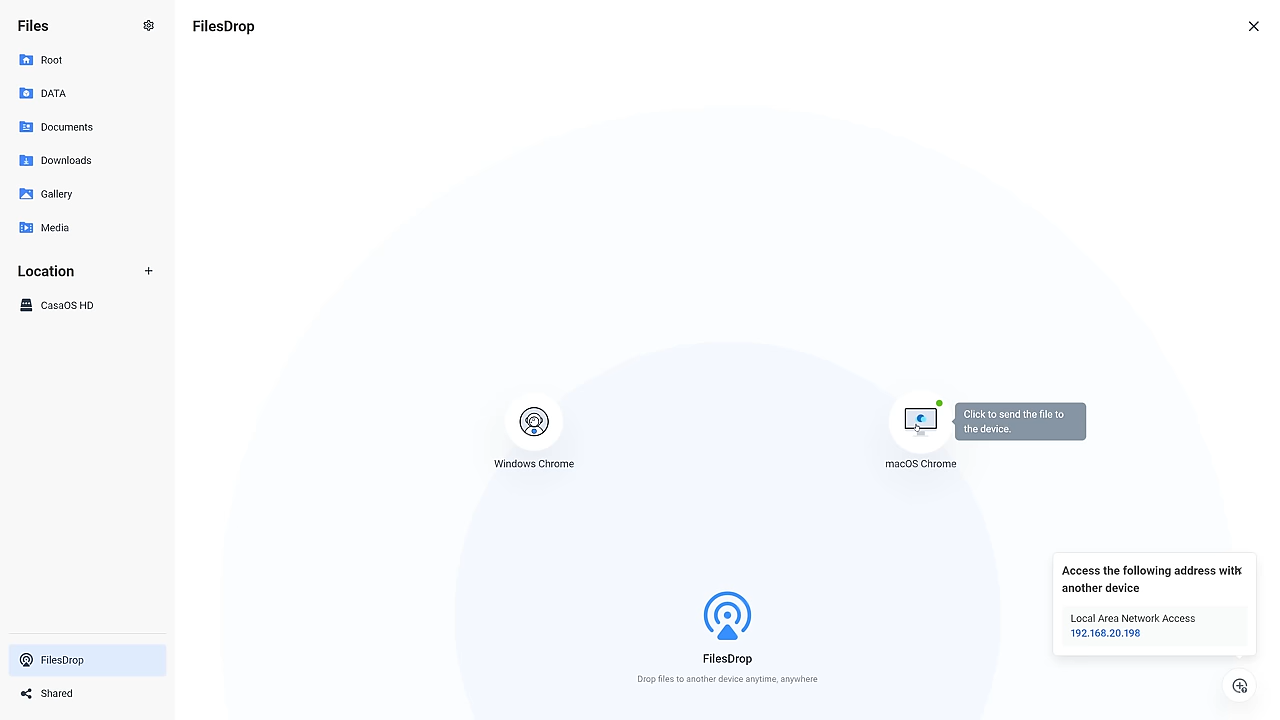 Files
Root
DATA
Documents
Downloads
Gallery
Media
Location
CasaOS HD
FilesDrop
Shared
FilesDrop
Windows Chrome
macOS Chrome
Click to send the file to
the device.
FilesDrop
Drop files to another device anytime, anywhere
Access the following address with
another device
Local Area Network Access
192.168.20.198